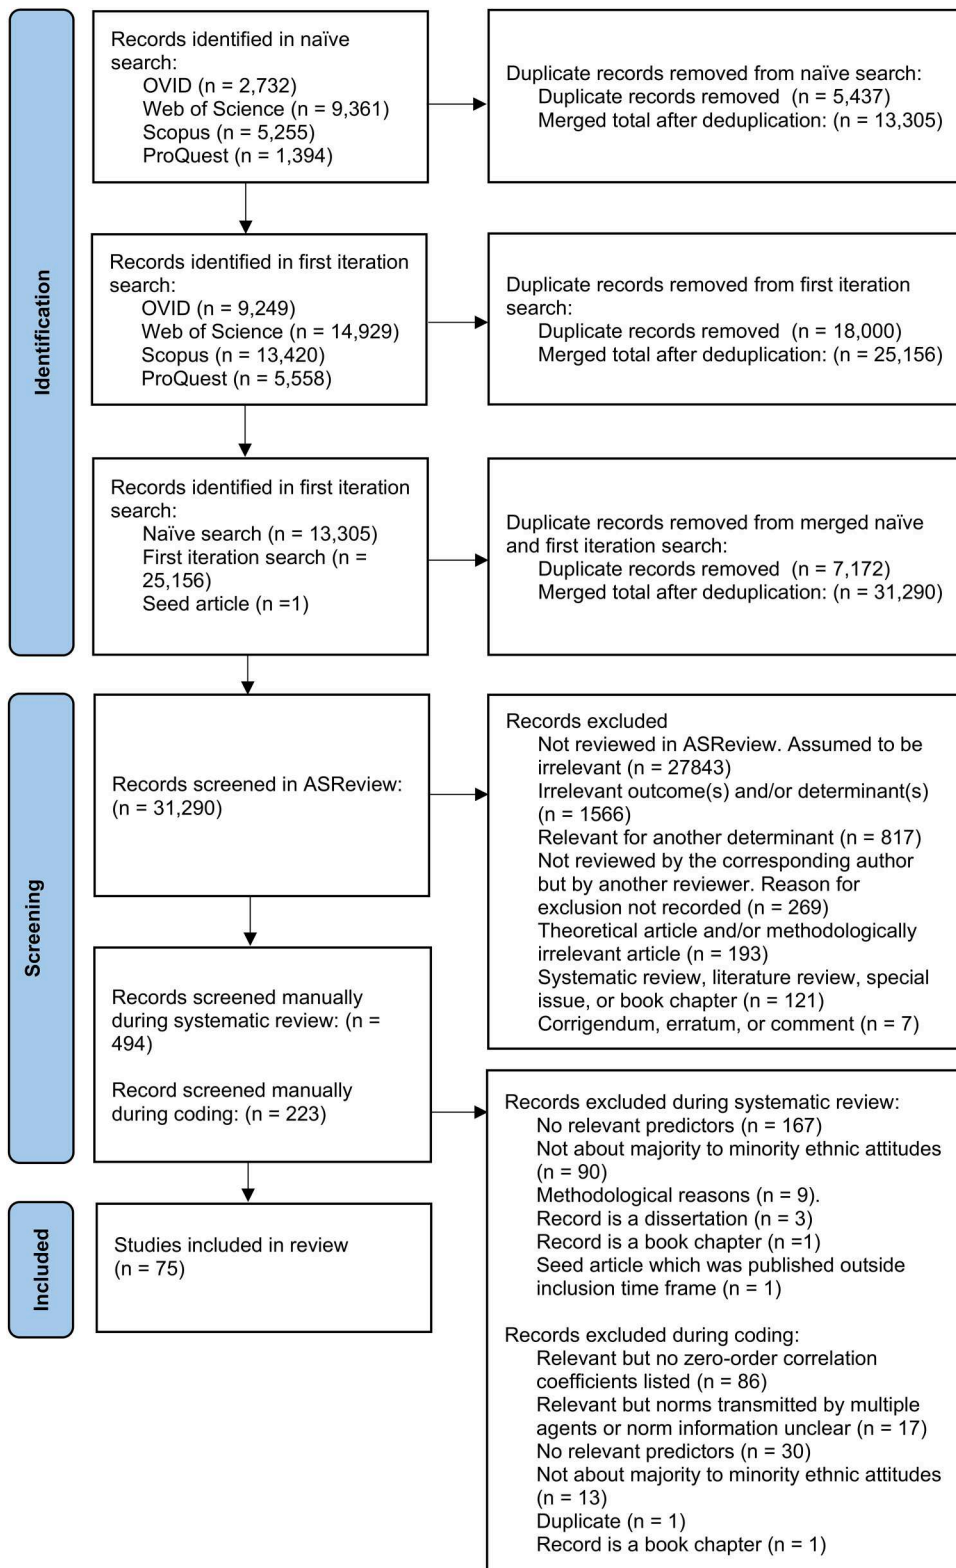 Identification
Records identified in naïve
search:
OVID (n = 2,732)
Web of Science (n = 9,361)
Scopus (n = 5,255)
ProQuest (n = 1,394)
Duplicate records removed from naïve search:
Duplicate records removed  (n = 5,437)
Merged total after deduplication: (n = 13,305)
Records identified in first iteration
search:
OVID (n = 9,249)
Web of Science (n = 14,929)
Scopus (n = 13,420)
ProQuest (n = 5,558)
Duplicate records removed from first iteration
search:
Duplicate records removed  (n = 18,000)
Merged total after deduplication: (n = 25,156)
Records identified in first iteration
search:
Naïve search (n = 13,305)
First iteration search (n =
25,156)
Seed article (n =1)
Duplicate records removed from merged naïve
and first iteration search:
Duplicate records removed  (n = 7,172)
Merged total after deduplication: (n = 31,290)
Screening
Records screened in ASReview:
(n = 31,290)
Records excluded
Not reviewed in ASReview. Assumed to be
irrelevant (n = 27843)
Irrelevant outcome(s) and/or determinant(s)
(n = 1566)
Relevant for another determinant (n = 817)
Not reviewed by the corresponding author
but by another reviewer. Reason for
exclusion not recorded (n = 269)
Theoretical article and/or methodologically
irrelevant article (n = 193)
Systematic review, literature review, special
issue, or book chapter (n = 121)
Corrigendum, erratum, or comment (n = 7)
Records screened manually
during systematic review: (n =
494)
Record screened manually
during coding: (n = 223)
Records excluded during systematic review:
No relevant predictors (n = 167)
Not about majority to minority ethnic attitudes
(n = 90)
Methodological reasons (n = 9).
Record is a dissertation (n = 3)
Record is a book chapter (n =1)
Seed article which was published outside
inclusion time frame (n = 1)
Records excluded during coding:
Relevant but no zero-order correlation
coefficients listed (n = 86)
Relevant but norms transmitted by multiple
agents or norm information unclear (n = 17)
No relevant predictors (n = 30)
Not about majority to minority ethnic attitudes
(n = 13)
Duplicate (n = 1)
Record is a book chapter (n = 1)
Included
Studies included in review
(n = 75)